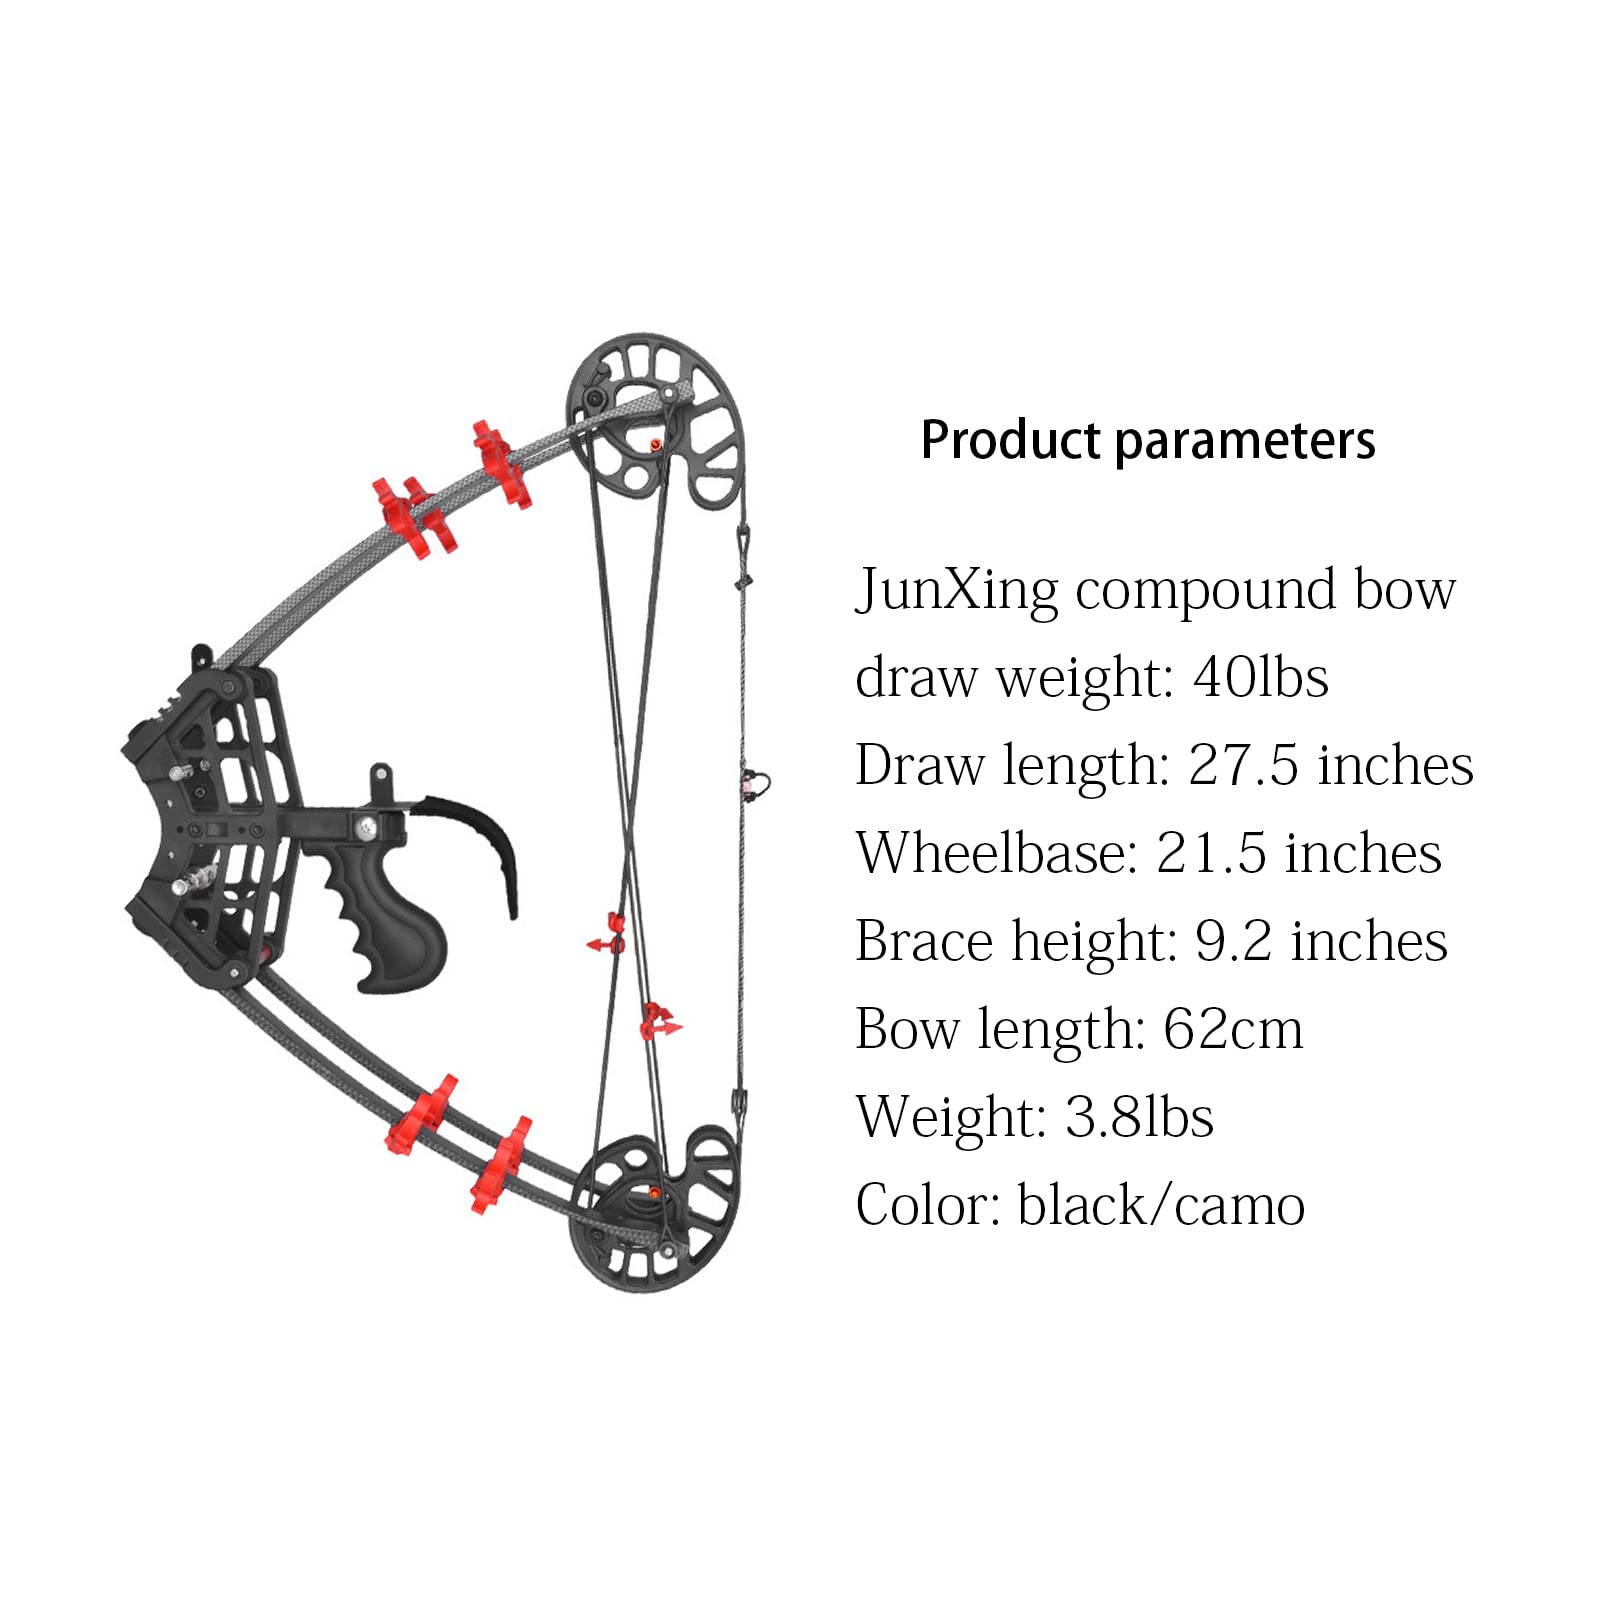 Product parameters
JunXing compound bow
draw weight: 40lbs
Draw length: 27.5 inches
Wheelbase: 21.5 inches
Brace height: 9.2 inches
Bow length: 62cm
Weight: 3.8lbs
Color: black/camo